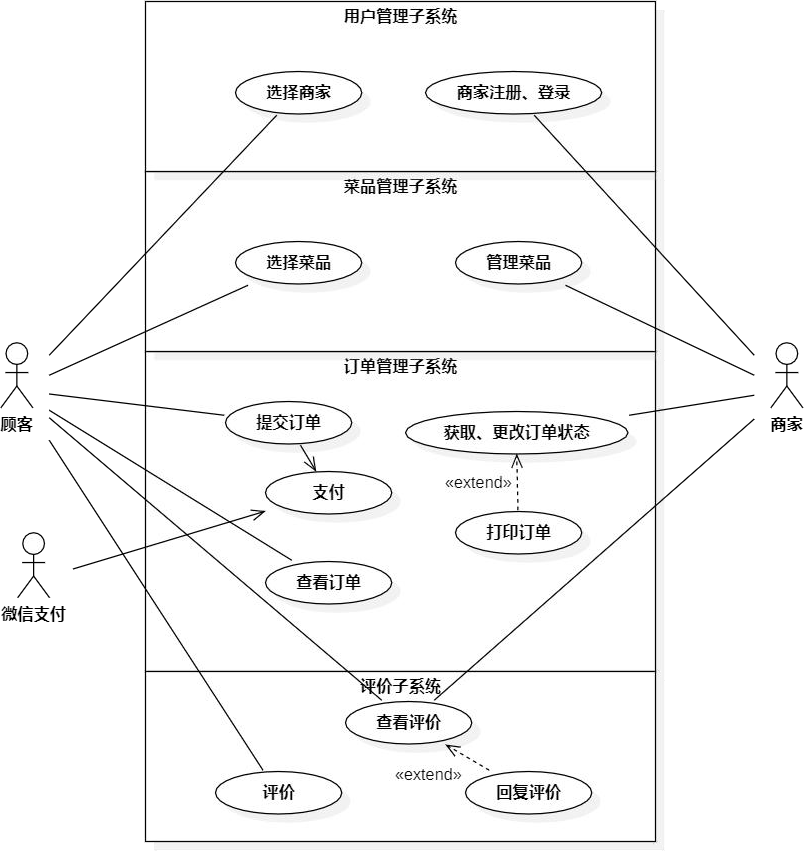 用户管理子系统
选择商家
商家注册、登录
菜品管理子系统
选择菜品
管理菜品
订单管理子系统
顾客
提交订单
获取、更改订单状态
商家
支付
«extend»
打印订单
微信支付
查看订单
评价子系统
查看评价
«extend»
评价
回复评价